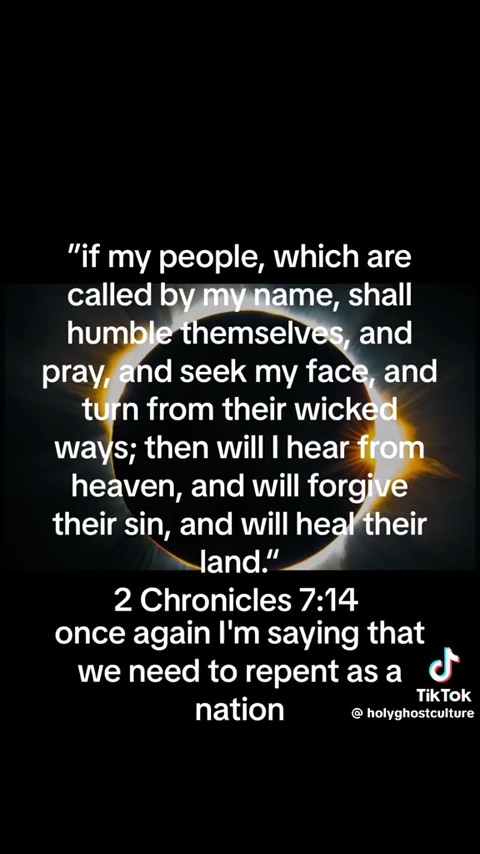 ”if my people, which are
called by my name, shall
humble themselves, and
pray, and seek my face, and
turn from their wicked
ways; then will I hear from
heaven, and will forgive
their sin, and will heal their
land.“
2 Chronicles 7:14
once again I'm saying that
we need to repent as a
nation
TikTok
@ holyghostculture